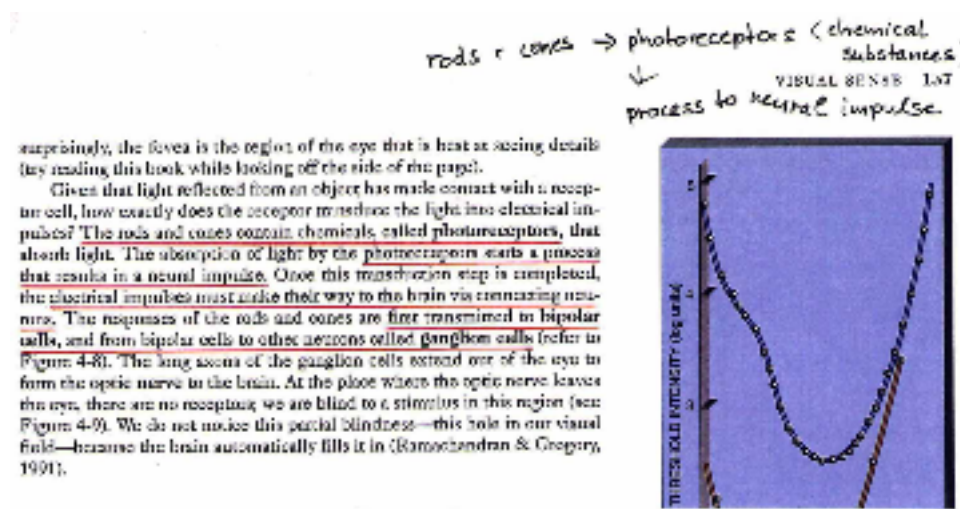 rods + cones → photoreceptors (chemical
substances)
↓
VISUAL SENSE 157
process to neural impulse
surprisingly, the fovea is the region of the eye that is best at seeing details
(try reading this book while looking off the side of the page).
Given that light reflected from an object has made contact with a recep-
tor cell, how exactly does the receptor transduce the light into electrical im-
pulses? The rods and cones contain chemicals, called photoreceptors, that
absorb light. The absorption of light by the photoreceptors starts a process
that results in a neural impulse. Once this transduction step is completed,
the electrical impulses must make their way to the brain via connecting neu-
rons. The responses of the rods and cones are first transmitted to bipolar
cells, and from bipolar cells to other neurons called ganglion cells (refer to
Figure 4-8). The long axons of the ganglion cells extend out of the eye to
form the optic nerve to the brain. At the place where the optic nerve leaves
the eye, there are no receptors; we are blind to a stimulus in this region (see
Figure 4-9). We do not notice this partial blindness—this hole in our visual
field—because the brain automatically fills it in (Ramachandran & Gregory,
1991).
THRESHOLD INTENSITY (log units)
5
4
3